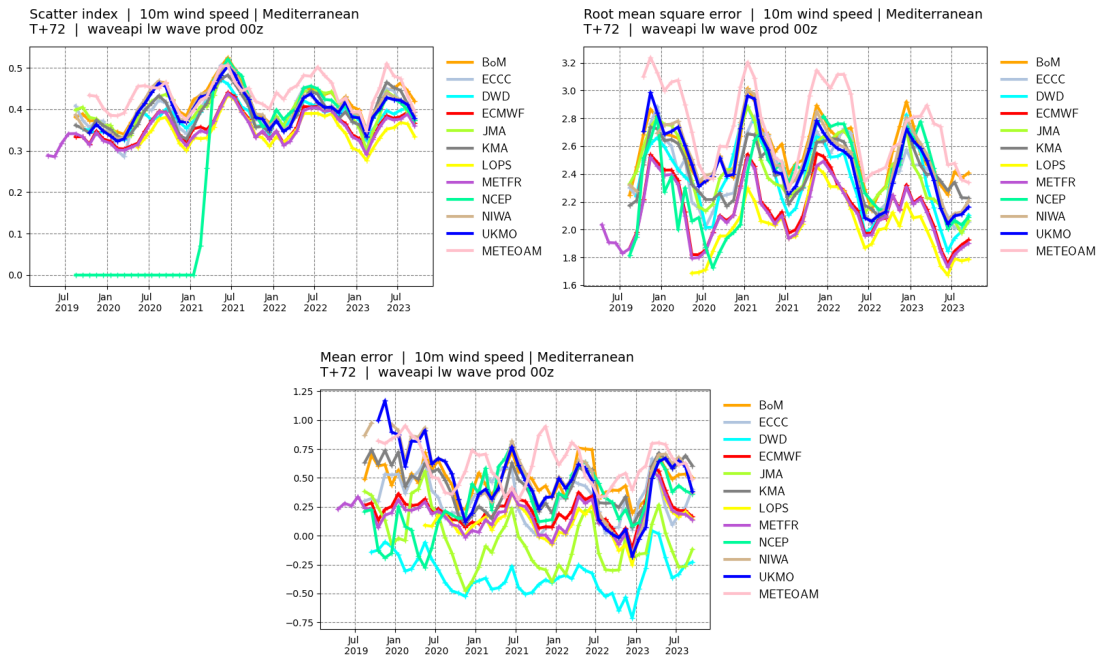 Scatter index | 10m wind speed | Mediterranean
T+72 | waveapi lw wave prod 00z
0.5
0.4
0.3
0.2
0.1
0.0
Jul 2019
Jan 2020
Jul 2020
Jan 2021
Jul 2021
Jan 2022
Jul 2022
Jan 2023
Jul 2023
BoM
ECCC
DWD
ECMWF
JMA
KMA
LOPS
METFR
NCEP
NIWA
UKMO
METEOAM
Root mean square error | 10m wind speed | Mediterranean
T+72 | waveapi lw wave prod 00z
3.2
3.0
2.8
2.6
2.4
2.2
2.0
1.8
1.6
Jul 2019
Jan 2020
Jul 2020
Jan 2021
Jul 2021
Jan 2022
Jul 2022
Jan 2023
Jul 2023
BoM
ECCC
DWD
ECMWF
JMA
KMA
LOPS
METFR
NCEP
NIWA
UKMO
METEOAM
Mean error | 10m wind speed | Mediterranean
T+72 | waveapi lw wave prod 00z
1.25
1.00
0.75
0.50
0.25
0.00
−0.25
−0.50
−0.75
Jul 2019
Jan 2020
Jul 2020
Jan 2021
Jul 2021
Jan 2022
Jul 2022
Jan 2023
Jul 2023
BoM
ECCC
DWD
ECMWF
JMA
KMA
LOPS
METFR
NCEP
NIWA
UKMO
METEOAM